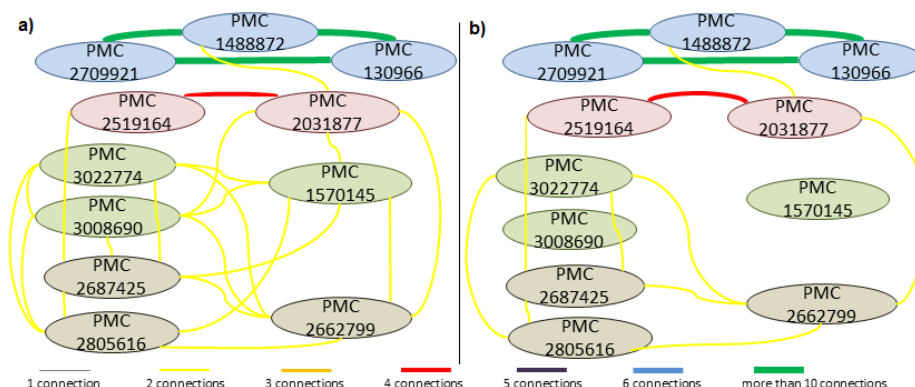 a)
PMC
1488872
PMC
2709921
PMC
130966
PMC
2519164
PMC
2031877
PMC
3022774
PMC
1570145
PMC
3008690
PMC
2687425
PMC
2662799
PMC
2805616
b)
PMC
1488872
PMC
2709921
PMC
130966
PMC
2519164
PMC
2031877
PMC
3022774
PMC
1570145
PMC
3008690
PMC
2687425
PMC
2662799
PMC
2805616
1 connection
2 connections
3 connections
4 connections
5 connections
6 connections
more than 10 connections